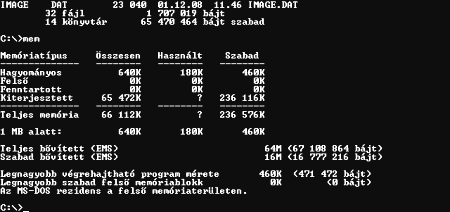 IMAGE    DAT        23 040  01.12.08  11.46 IMAGE.DAT
        32 fájl          1 707 019 bájt
        14 könyvtár     65 470 464 bájt szabad
C:\>mem
Memóriatípus     Összesen   Használt    Szabad
Hagyományos          640K       180K       460K
Felső                  0K         0K         0K
Fenntartott            0K         0K         0K
Kiterjesztett     65 472K          ?   236 116K
Teljes memória    66 112K          ?   236 576K
1 MB alatt:          640K       180K       460K
Teljes bővített (EMS)                        64M (67 108 864 bájt)
Szabad bővített (EMS)                        16M (16 777 216 bájt)
Legnagyobb végrehajtható program mérete     460K  (471 472 bájt)
Legnagyobb szabad felső memóriablokk          0K        (0 bájt)
Az MS-DOS rezidens a felső memóriaterületen.
C:\>_